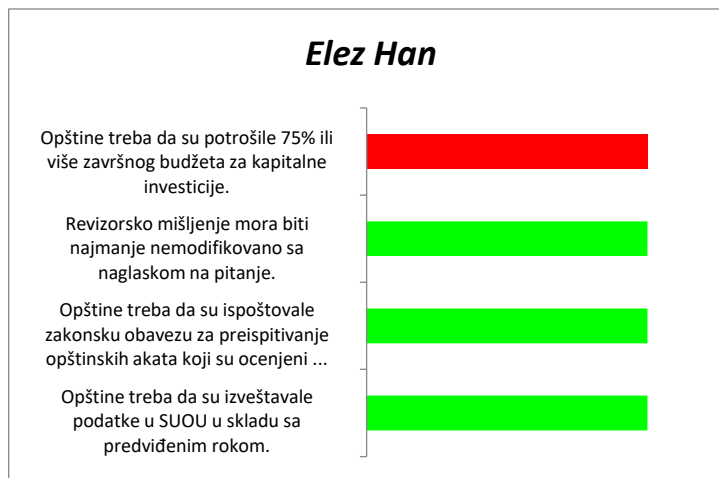 Elez Han
Opštine treba da su potrošile 75% ili
više završnog budžeta za kapitalne
investicije.
Revizorsko mišljenje mora biti
najmanje nemodifikovano sa
naglaskom na pitanje.
Opštine treba da su ispoštovale
zakonsku obavezu za preispitivanje
opštinskih akata koji su ocenjeni ...
Opštine treba da su izveštavale
podatke u SUOU u skladu sa
predviđenim rokom.